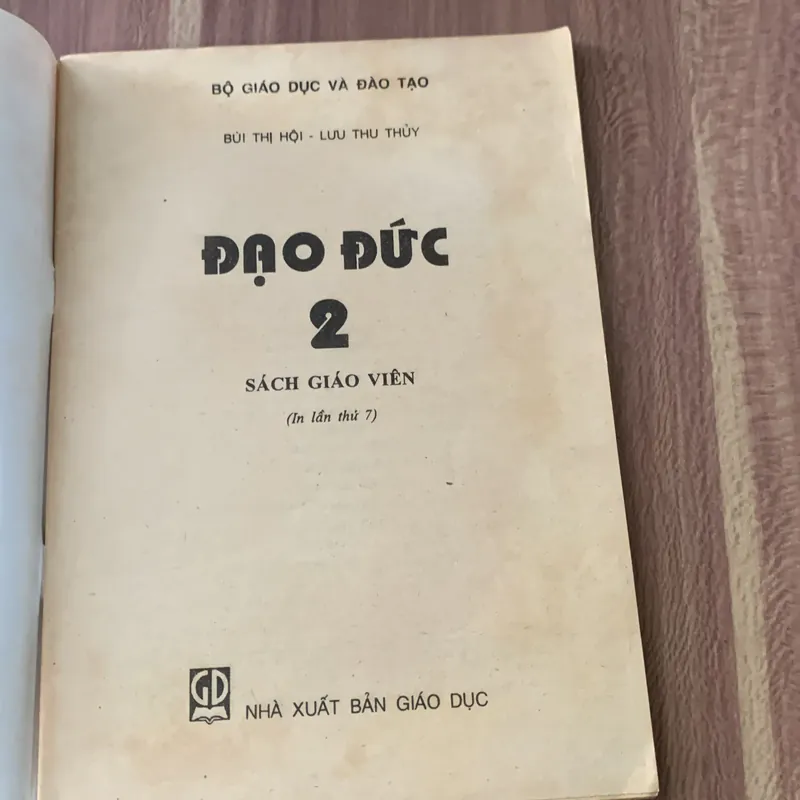 BỘ GIÁO DỤC VÀ ĐÀO TẠO
BÙI THỊ HỘI - LƯU THU THỦY
ĐẠO ĐỨC
2
SÁCH GIÁO VIÊN
(In lần thứ 7)
GD
NHÀ XUẤT BẢN GIÁO DỤC